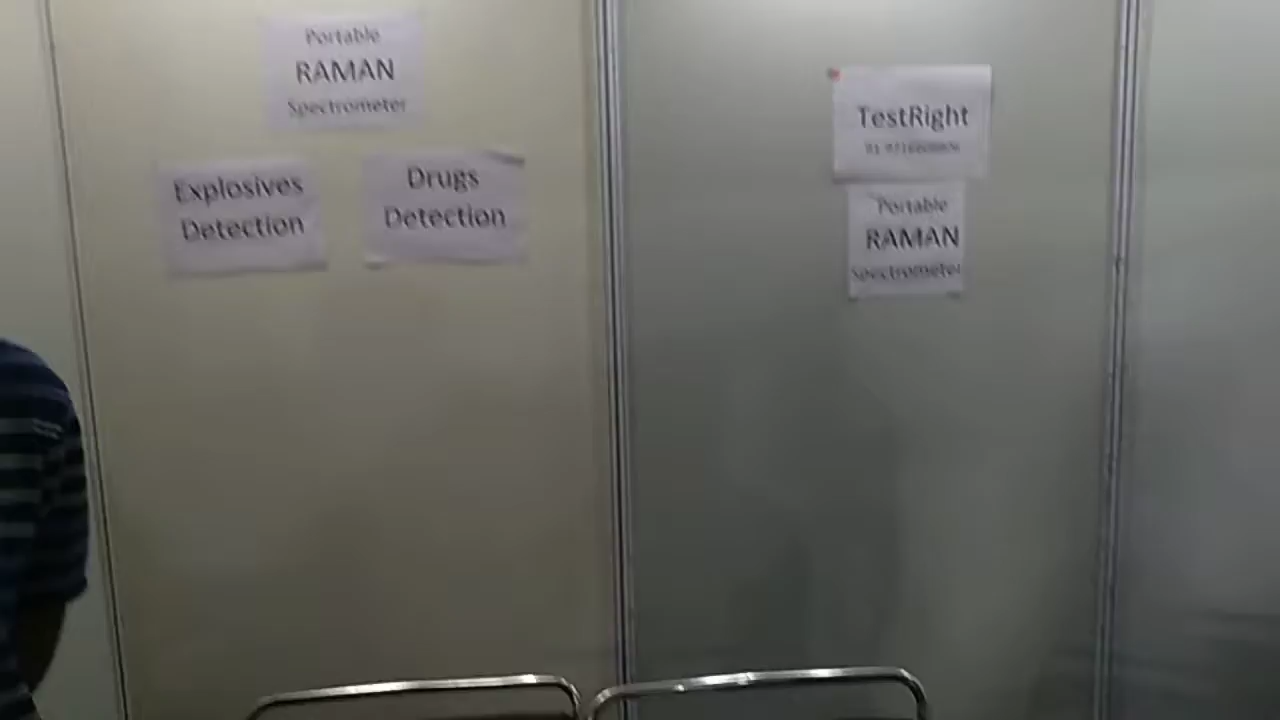 Portable
RAMAN
Spectrometer
Explosives
Detection
Drugs
Detection
TestRight
Portable
RAMAN
Spectrometer